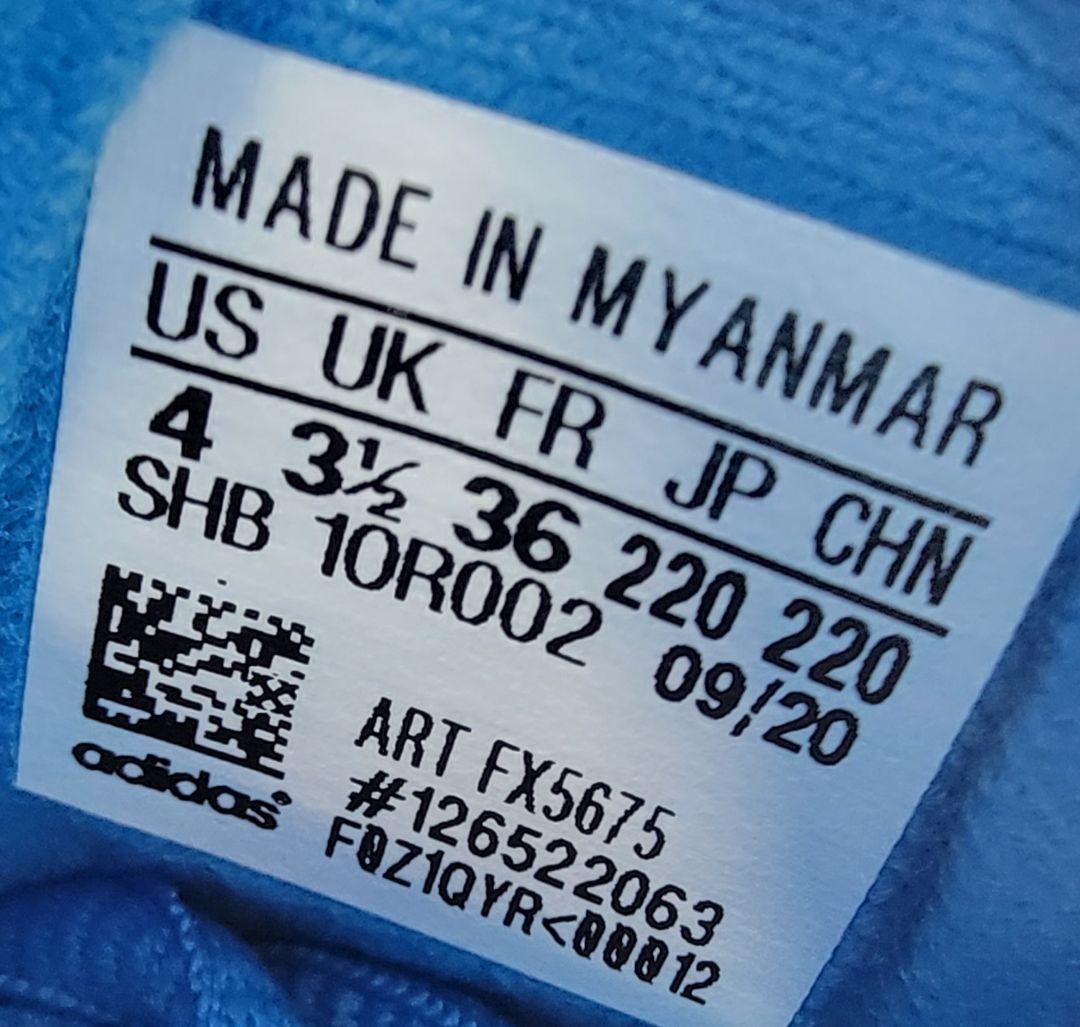 MADE IN MYANMAR
US UK FR JP CHN
4 3½ 36 220 220
SHB 10R002 09/20
ART FX5675
#126522063
F0Z1QYR<00012
adidas